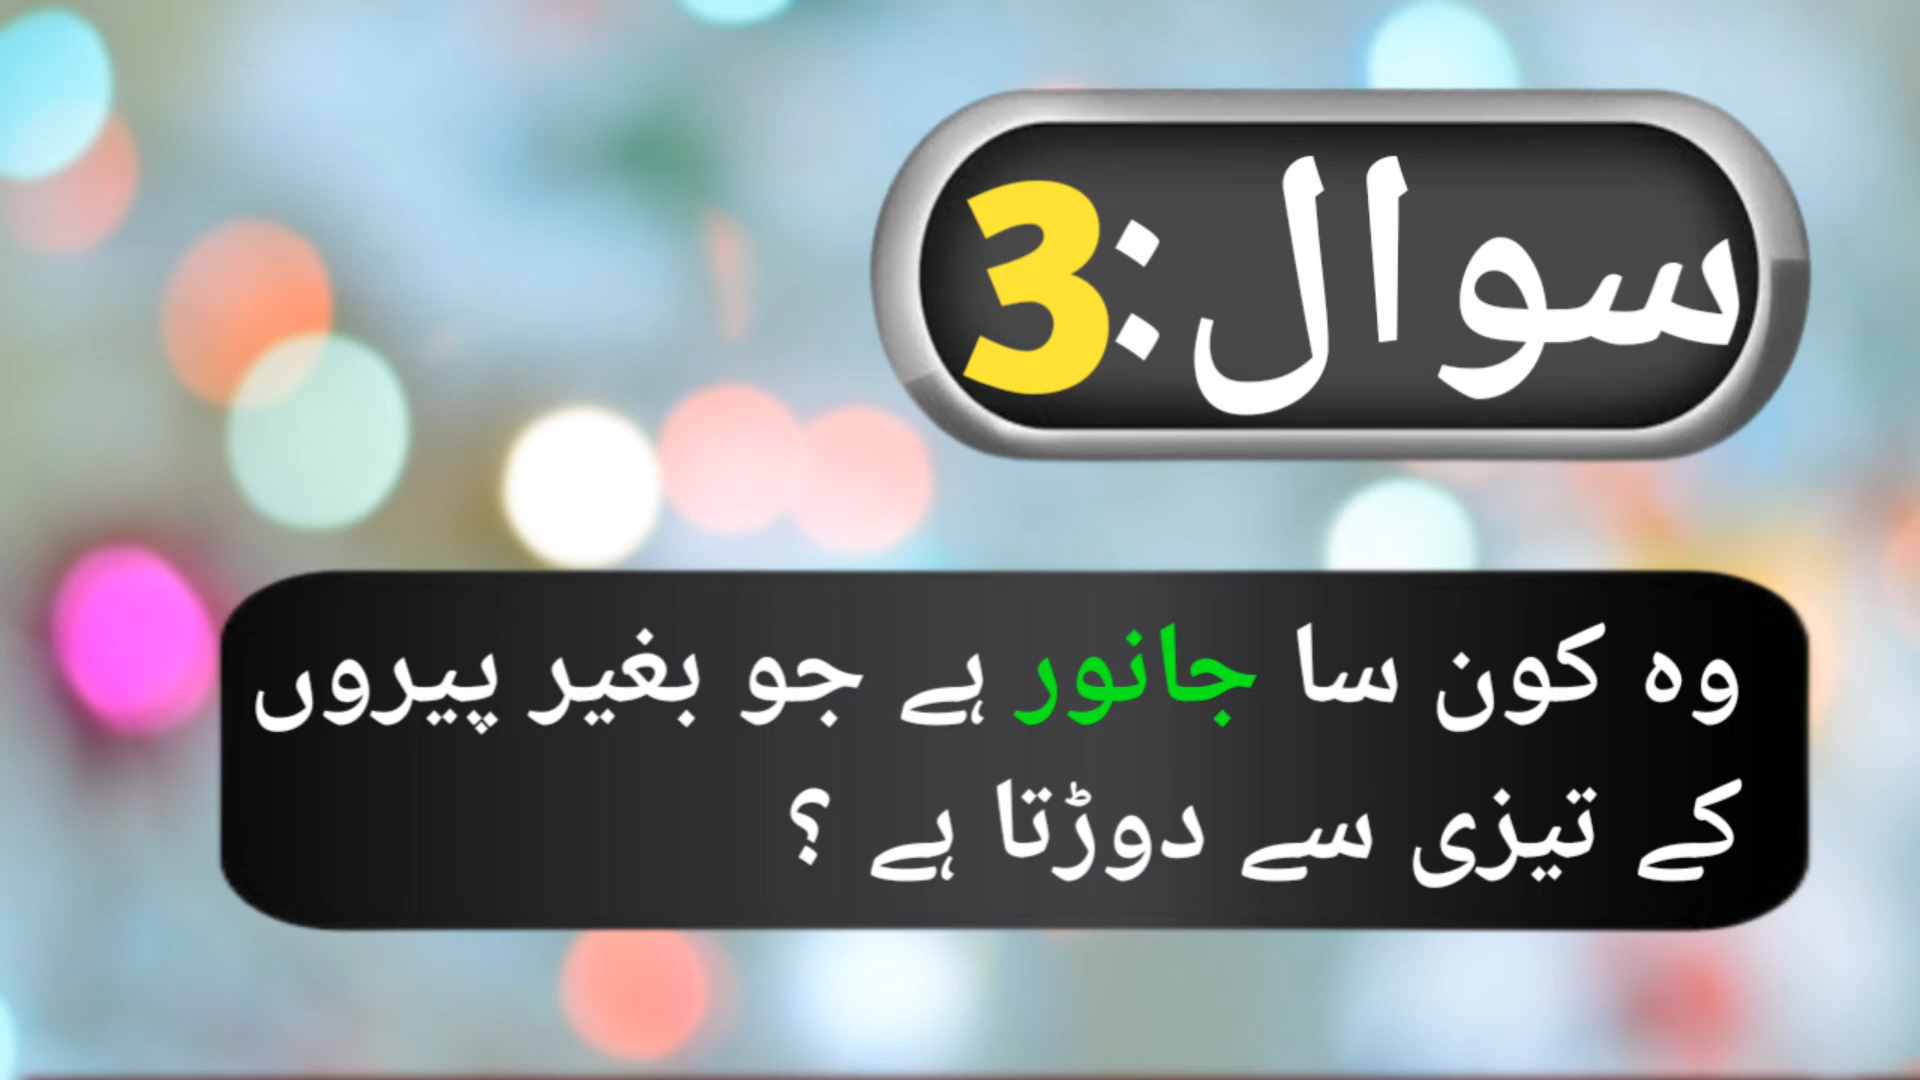 سوال:3
وہ کون سا جانور ہے جو بغیر پیروں
کے تیزی سے دوڑتا ہے ؟